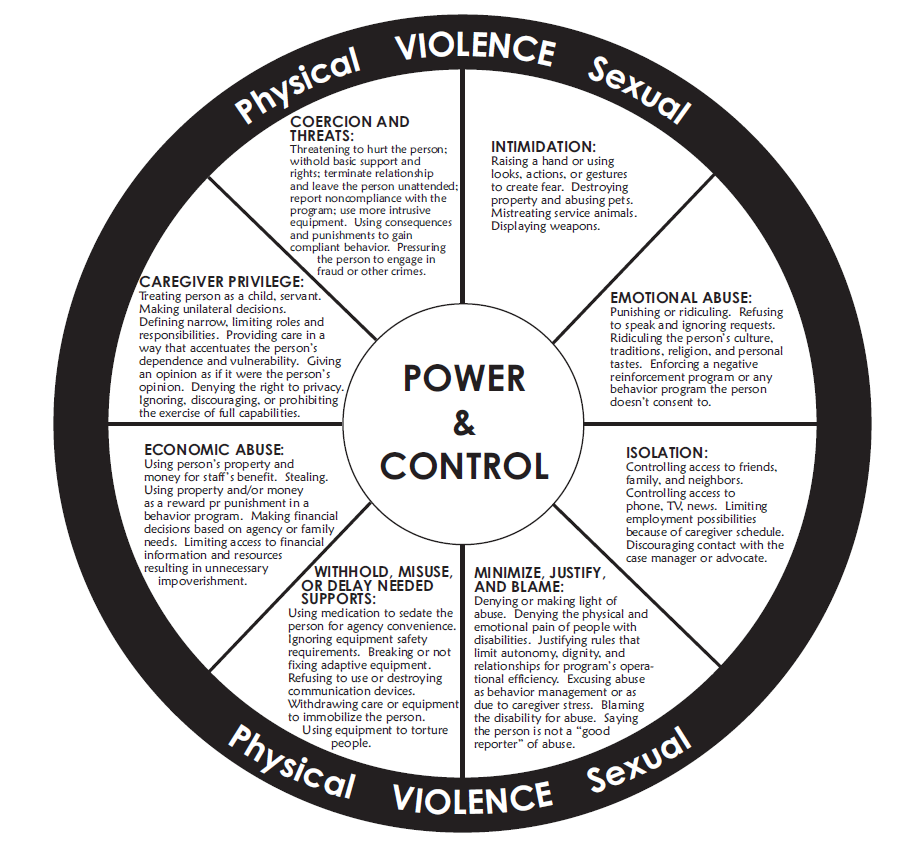 Physical VIOLENCE Sexual
COERCION AND
THREATS:
Threatening to hurt the person;
withold basic support and
rights; terminate relationship
and leave the person unattended;
report noncompliance with the
program; use more intrusive
equipment. Using consequences
and punishments to gain
compliant behavior. Pressuring
the person to engage in
fraud or other crimes.
INTIMIDATION:
Raising a hand or using
looks, actions, or gestures
to create fear. Destroying
property and abusing pets.
Mistreating service animals.
Displaying weapons.
CAREGIVER PRIVILEGE:
Treating person as a child, servant.
Making unilateral decisions.
Defining narrow, limiting roles and
responsibilities. Providing care in a
way that accentuates the person's
dependence and vulnerability. Giving
an opinion as if it were the person's
opinion. Denying the right to privacy.
Ignoring, discouraging, or prohibiting
the exercise of full capabilities.
EMOTIONAL ABUSE:
Punishing or ridiculing. Refusing
to speak and ignoring requests.
Ridiculing the person's culture,
traditions, religion, and personal
tastes. Enforcing a negative
reinforcement program or any
behavior program the person
doesn't consent to.
POWER
&
CONTROL
ECONOMIC ABUSE:
Using person's property and
money for staff's benefit. Stealing.
Using property and/or money
as a reward pr punishment in a
behavior program. Making financial
decisions based on agency or family
needs. Limiting access to financial
information and resources
resulting in unnecessary
impoverishment.
ISOLATION:
Controlling access to friends,
family, and neighbors.
Controlling access to
phone, TV, news. Limiting
employment possibilities
because of caregiver schedule.
Discouraging contact with the
case manager or advocate.
WITHHOLD, MISUSE,
OR DELAY NEEDED
SUPPORTS:
Using medication to sedate the
person for agency convenience.
Ignoring equipment safety
requirements. Breaking or not
fixing adaptive equipment.
Refusing to use or destroying
communication devices.
Withdrawing care or equipment
to immobilize the person.
Using equipment to torture
people.
MINIMIZE, JUSTIFY,
AND BLAME:
Denying or making light of
abuse. Denying the physical and
emotional pain of people with
disabilities. Justifying rules that
limit autonomy, dignity, and
relationships for program's opera-
tional efficiency. Excusing abuse
as behavior management or as
due to caregiver stress. Blaming
the disability for abuse. Saying
the person is not a "good
reporter" of abuse.
Physical VIOLENCE Sexual